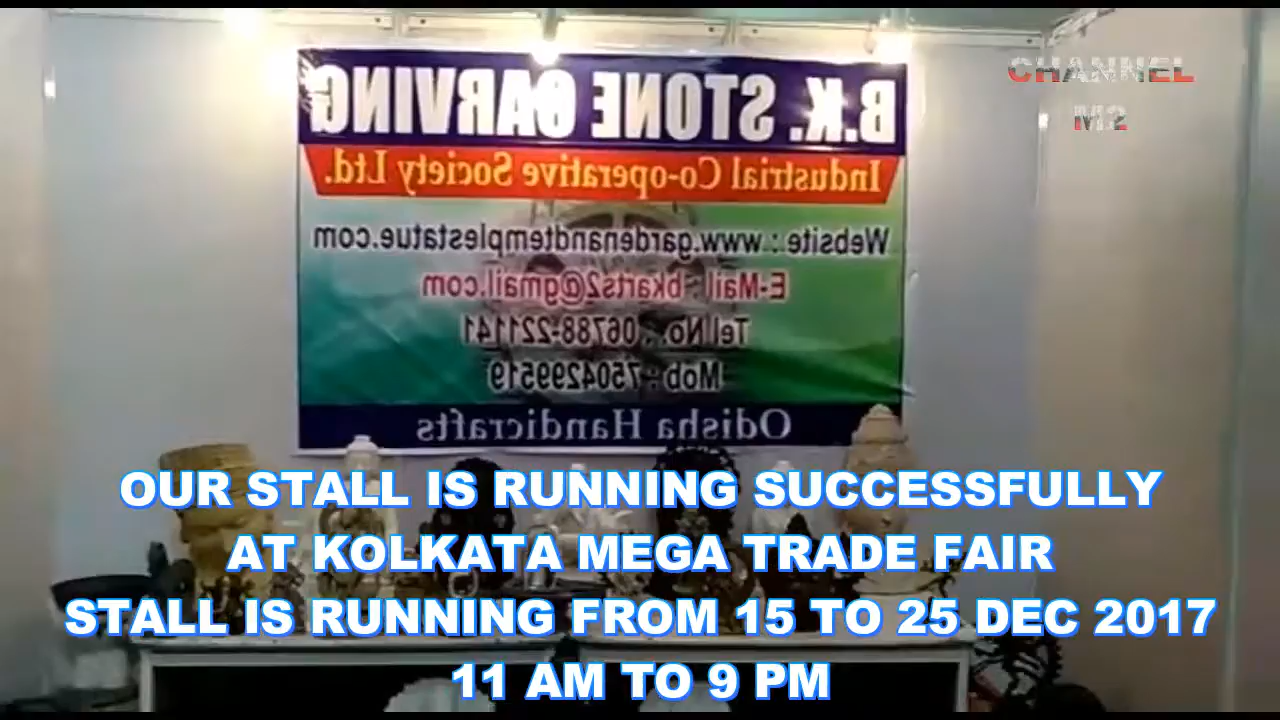 CHANNEL
M2
B.K. STONE CARVING
Industrial Co-operative Society Ltd.
Website : www.gardenandtemplestatue.com
E-Mail : bkarts2@gmail.com
Tel No. : 06788-221141
Mob : 7504299519
Odisha Handicrafts
OUR STALL IS RUNNING SUCCESSFULLY
AT KOLKATA MEGA TRADE FAIR
STALL IS RUNNING FROM 15 TO 25 DEC 2017
11 AM TO 9 PM